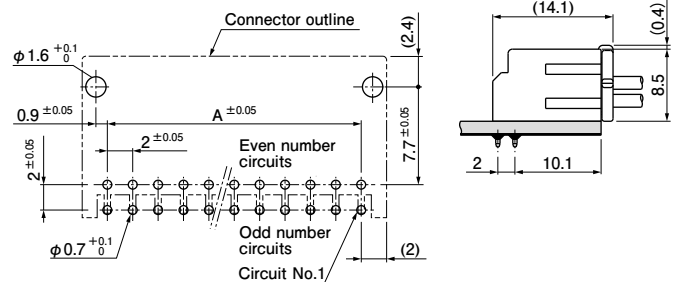 Connector outline
φ1.6 +0.1 0
0.9 ±0.05
A ±0.05
2 ±0.05
2 ±0.05
(2.4)
7.7 ±0.05
Even number
circuits
Odd number
circuits
φ0.7 +0.1 0
Circuit No.1
(2)
(14.1)
(0.4)
8.5
2
10.1